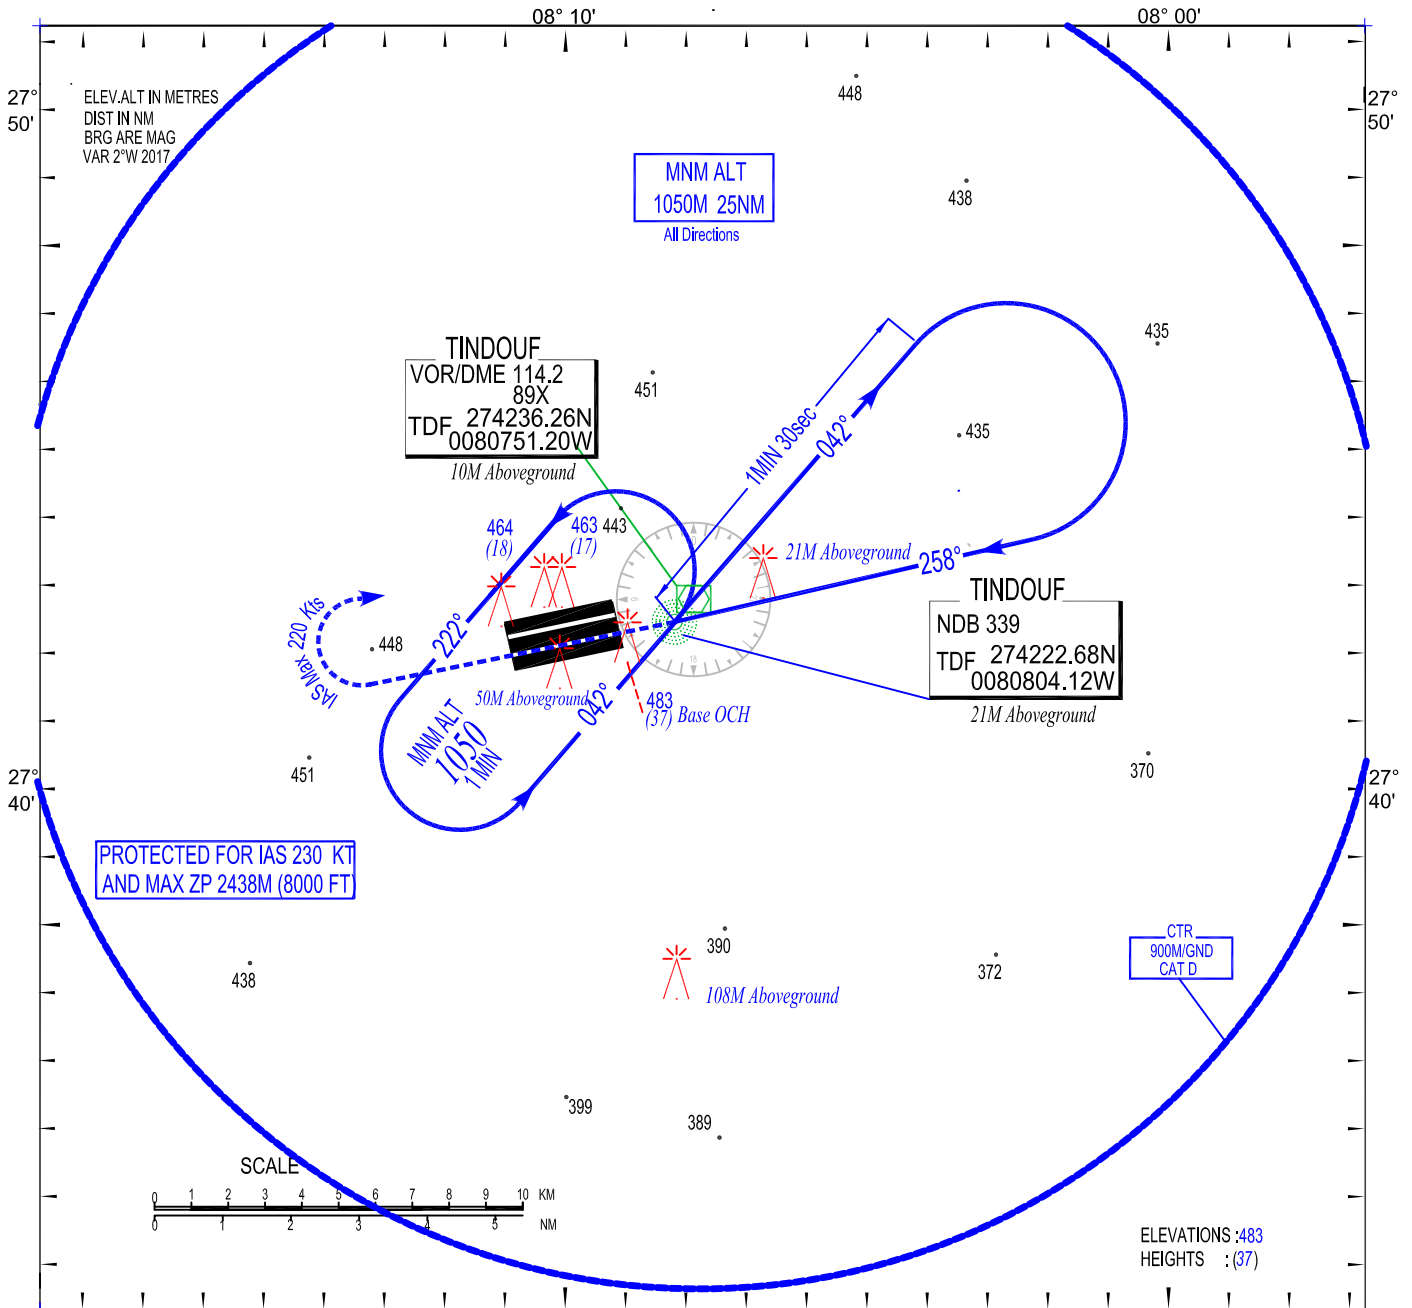 08° 10'
08° 00'
27°
50'
27°
50'
ELEV.ALT IN METRES
DIST IN NM
BRG ARE MAG
VAR 2°W 2017
448
MNM ALT
1050M 25NM
All Directions
438
435
TINDOUF
VOR/DME 114.2
89X
TDF 274236.26N
0080751.20W
10M Aboveground
451
1MIN 30sec
042°
435
464
(18)
463
(17)
443
21M Aboveground
258°
TINDOUF
NDB 339
TDF 274222.68N
0080804.12W
21M Aboveground
IAS Max 220 Kts
448
222°
50M Aboveground
042°
483
(37)
Base OCH
18
MNM ALT
1050
1 MIN
451
370
27°
40'
27°
40'
PROTECTED FOR IAS 230 KT
AND MAX ZP 2438M (8000 FT)
390
438
108M Aboveground
372
CTR
900M/GND
CAT D
399
389
SCALE
0 1 2 3 4 5 6 7 8 9 10 KM
0 1 2 3 4 5 NM
ELEVATIONS :483
HEIGHTS : (37)